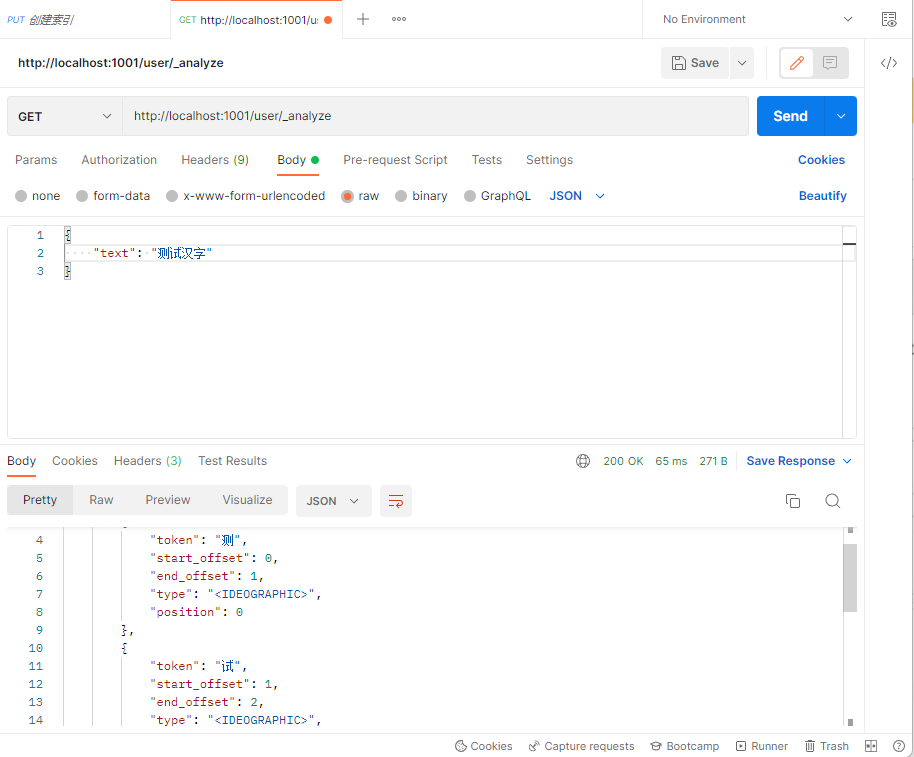 PUT 创建索引
GET http://localhost:1001/u
No Environment
http://localhost:1001/user/_analyze
Save
GET
http://localhost:1001/user/_analyze
Send
Params Authorization Headers (9) Body Pre-request Script Tests Settings Cookies
none form-data x-www-form-urlencoded raw binary GraphQL JSON Beautify
1 {
2 "text": "测试汉字"
3 }
Body Cookies Headers (3) Test Results 200 OK 65 ms 271 B Save Response
Pretty Raw Preview Visualize JSON
4 "token": "测",
5 "start_offset": 0,
6 "end_offset": 1,
7 "type": "<IDEOGRAPHIC>",
8 "position": 0
9 },
10 {
11 "token": "试",
12 "start_offset": 1,
13 "end_offset": 2,
14 "type": "<IDEOGRAPHIC>",
Cookies Capture requests Bootcamp Runner Trash